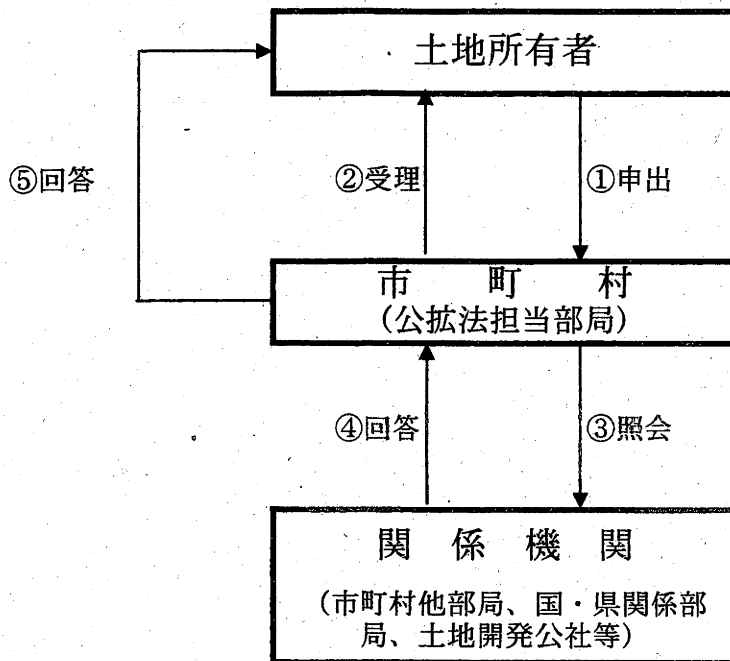 土地所有者
⑤回答
②受理
①申出
市町村
(公拡法担当部局)
④回答
③照会
関係機関
(市町村他部局、国・県関係部
局、土地開発公社等)